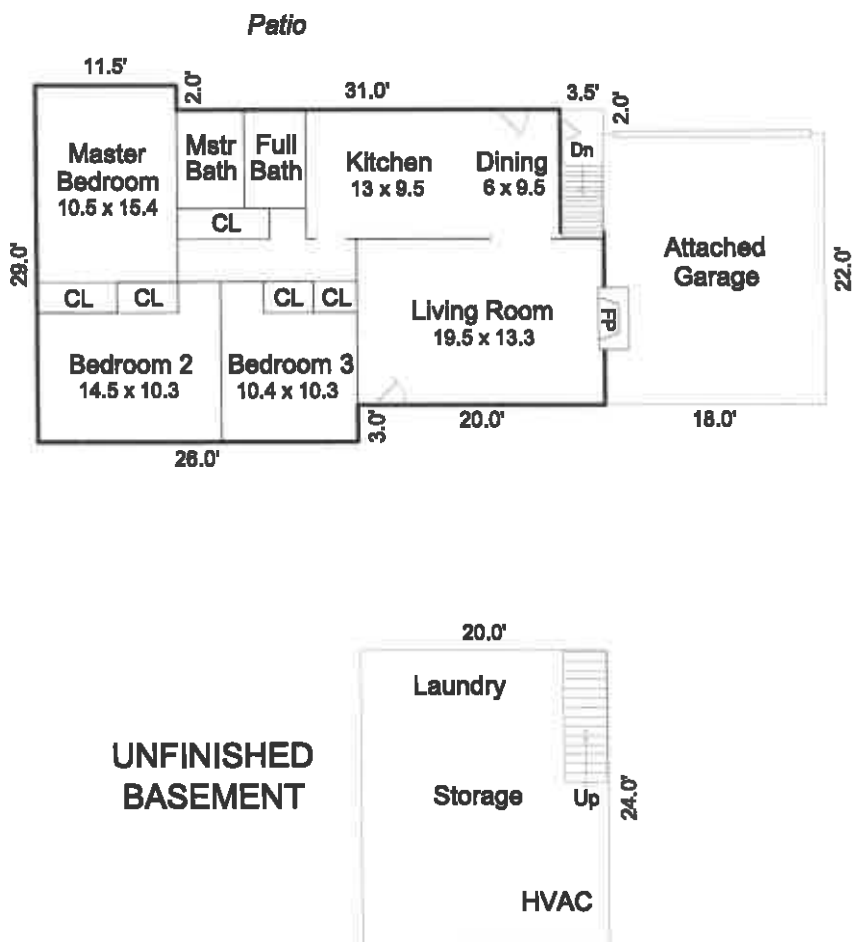 Patio
11.5'
2.0'
31.0'
3.5'
2.0'
Master
Bedroom
10.5 x 15.4
Mstr
Bath
Full
Bath
Kitchen
13 x 9.5
Dining
6 x 9.5
Dn
CL
Attached
Garage
29.0'
22.0'
CL
CL
CL
CL
Living Room
19.5 x 13.3
FP
Bedroom 2
14.5 x 10.3
Bedroom 3
10.4 x 10.3
3.0'
20.0'
18.0'
26.0'
20.0'
Laundry
UNFINISHED
BASEMENT
Storage
Up
24.0'
HVAC